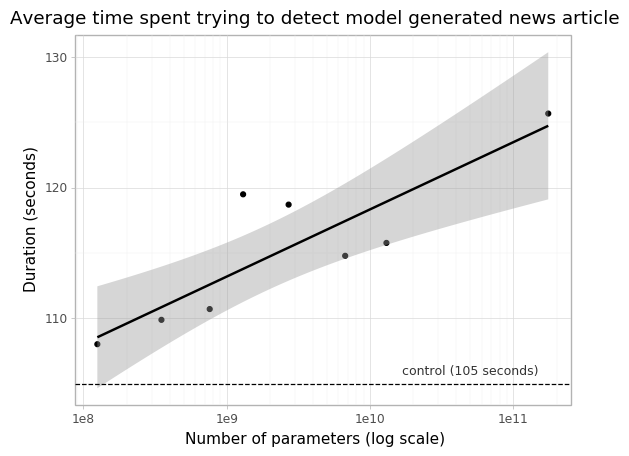 Average time spent trying to detect model generated news article
Duration (seconds)
130
120
110
control (105 seconds)
1e8
1e9
1e10
1e11
Number of parameters (log scale)